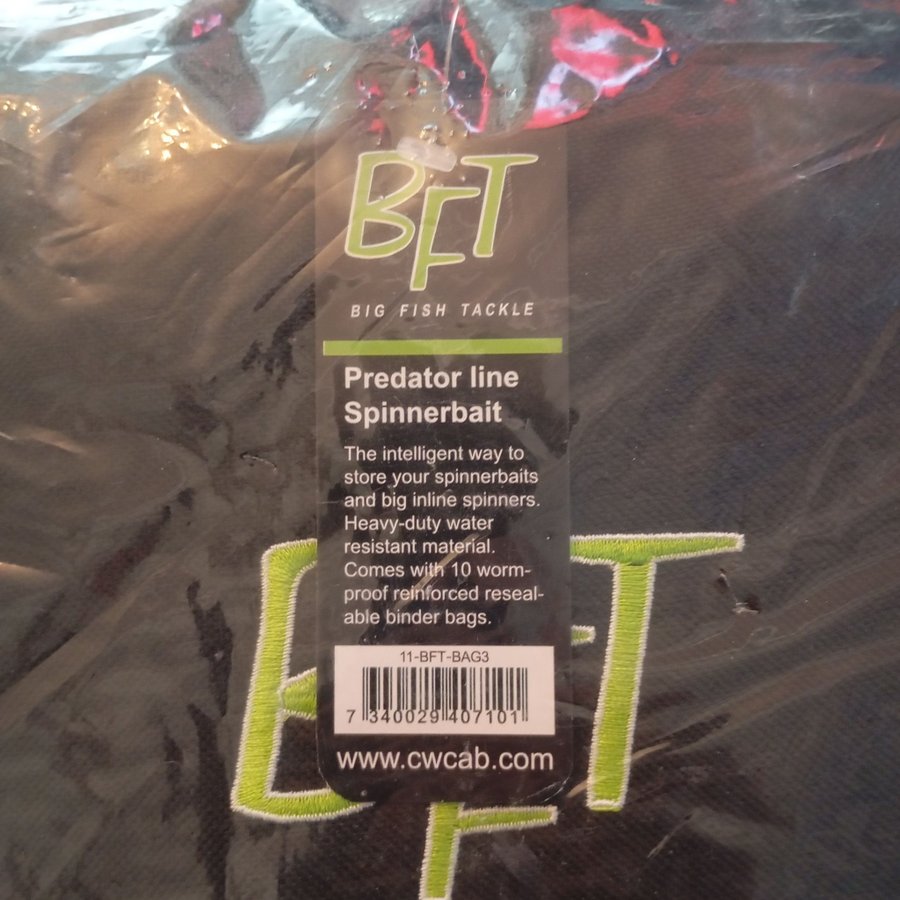 BFT
BIG FISH TACKLE
Predator line
Spinnerbait
The intelligent way to
store your spinnerbaits
and big inline spinners.
Heavy-duty water
resistant material.
Comes with 10 worm-
proof reinforced reseal-
able binder bags.
11-BFT-BAG3
7 340029 407101
www.cwcab.com
BFT